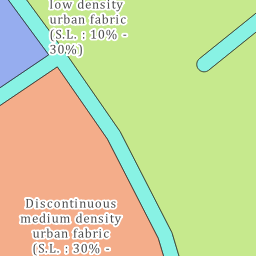 low density
urban fabric
(S.L. : 10% -
30%)
Discontinuous
medium density
urban fabric
(S.L. : 30% -